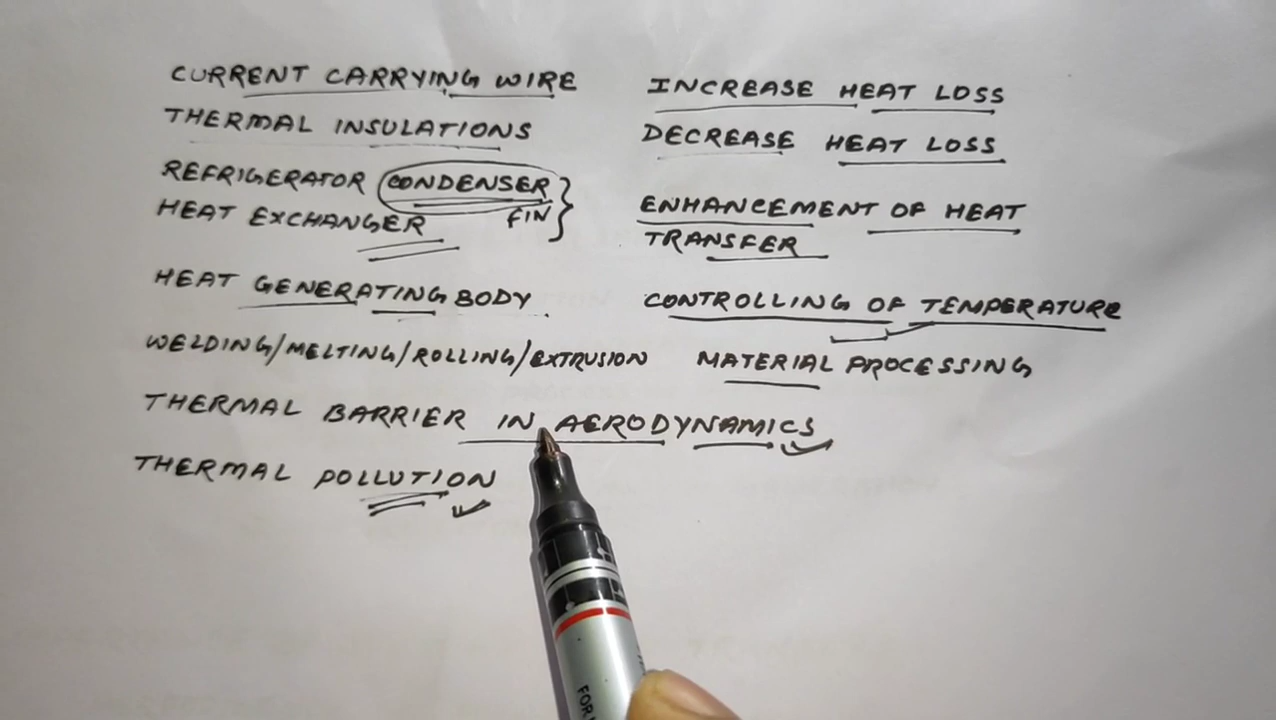 CURRENT CARRYING WIRE INCREASE HEAT LOSS
THERMAL INSULATIONS DECREASE HEAT LOSS
REFRIGERATOR CONDENSER
HEAT EXCHANGER FIN
ENHANCEMENT OF HEAT
TRANSFER
HEAT GENERATING BODY CONTROLLING OF TEMPERATURE
WELDING/MELTING/ROLLING/EXTRUSION MATERIAL PROCESSING
THERMAL BARRIER IN AERODYNAMICS
THERMAL POLLUTION